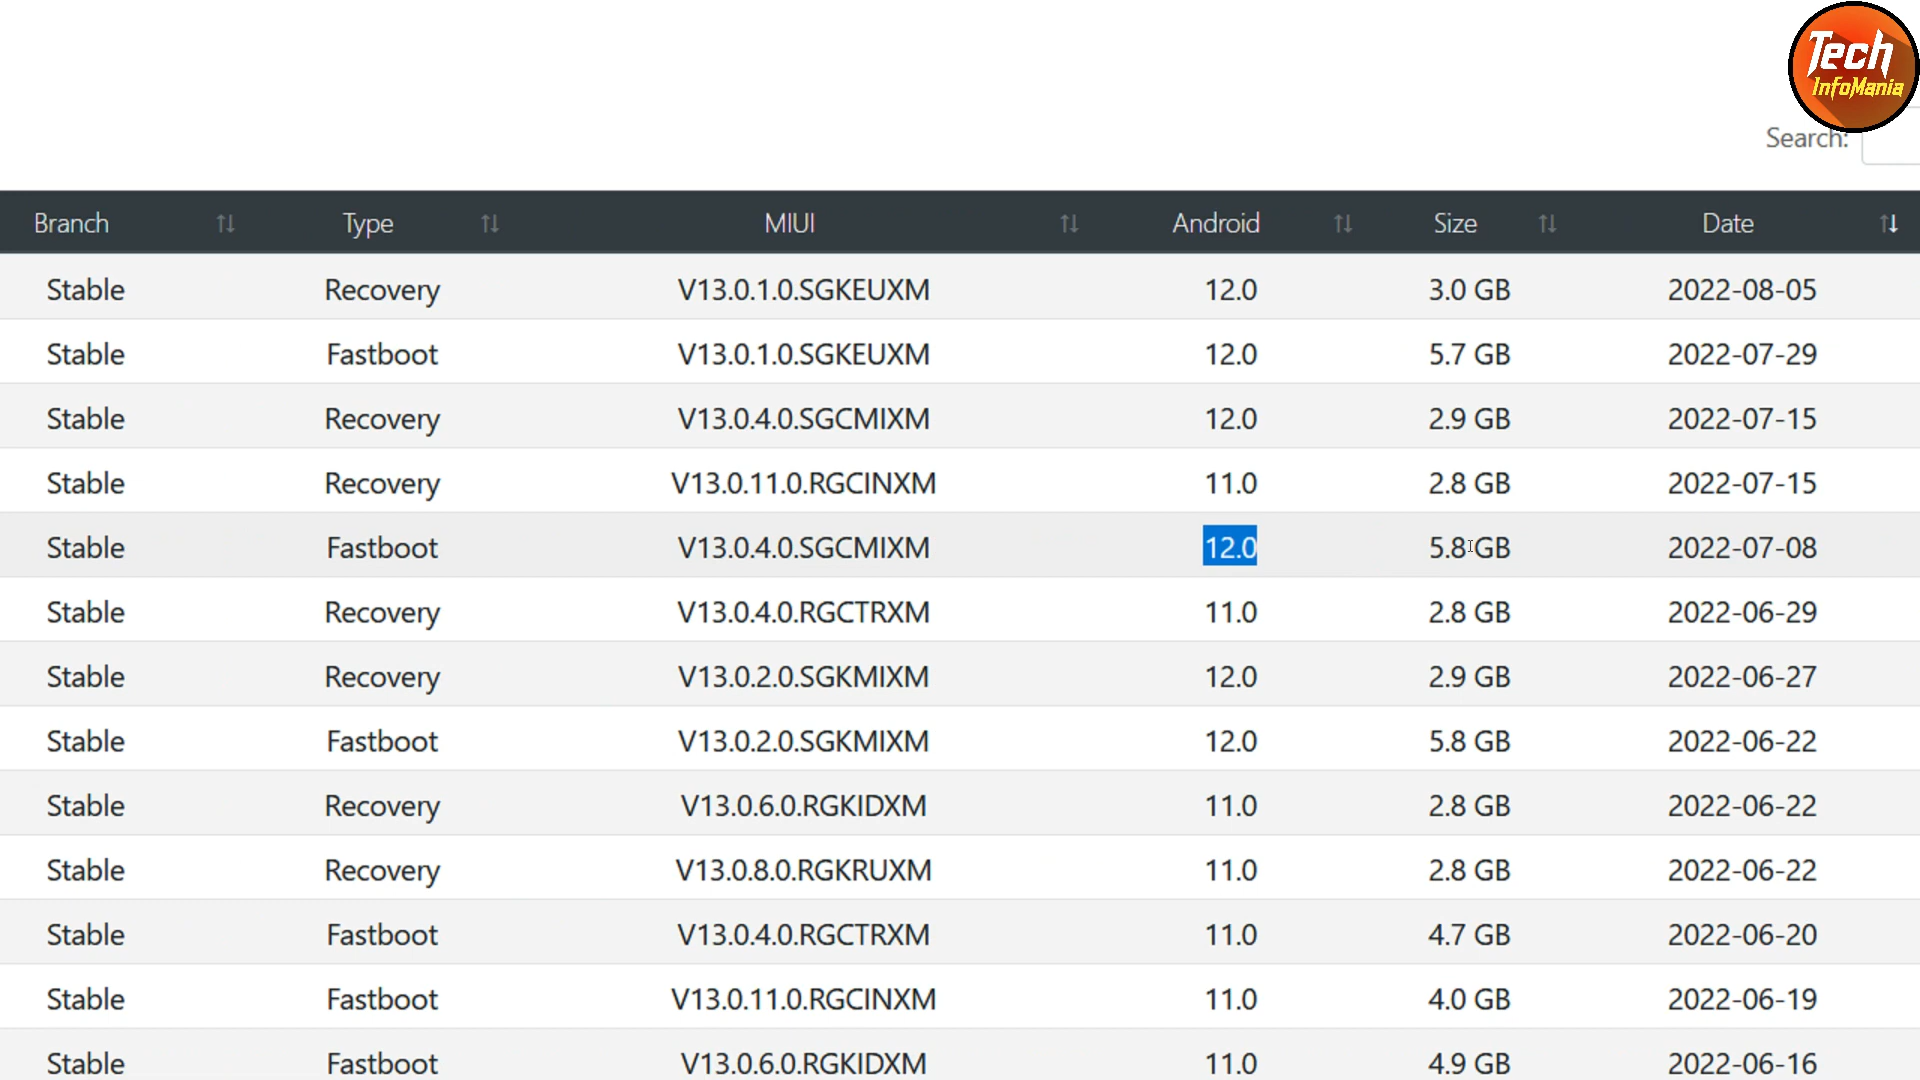 Tech
InfoMania
Search:
Branch Type MIUI Android Size Date
Stable Recovery V13.0.1.0.SGKEUXM 12.0 3.0 GB 2022-08-05
Stable Fastboot V13.0.1.0.SGKEUXM 12.0 5.7 GB 2022-07-29
Stable Recovery V13.0.4.0.SGCMIXM 12.0 2.9 GB 2022-07-15
Stable Recovery V13.0.11.0.RGCINXM 11.0 2.8 GB 2022-07-15
Stable Fastboot V13.0.4.0.SGCMIXM 12.0 5.8 GB 2022-07-08
Stable Recovery V13.0.4.0.RGCTRXM 11.0 2.8 GB 2022-06-29
Stable Recovery V13.0.2.0.SGKMIXM 12.0 2.9 GB 2022-06-27
Stable Fastboot V13.0.2.0.SGKMIXM 12.0 5.8 GB 2022-06-22
Stable Recovery V13.0.6.0.RGKIDXM 11.0 2.8 GB 2022-06-22
Stable Recovery V13.0.8.0.RGKRUXM 11.0 2.8 GB 2022-06-22
Stable Fastboot V13.0.4.0.RGCTRXM 11.0 4.7 GB 2022-06-20
Stable Fastboot V13.0.11.0.RGCINXM 11.0 4.0 GB 2022-06-19
Stable Fastboot V13.0.6.0.RGKIDXM 11.0 4.9 GB 2022-06-16